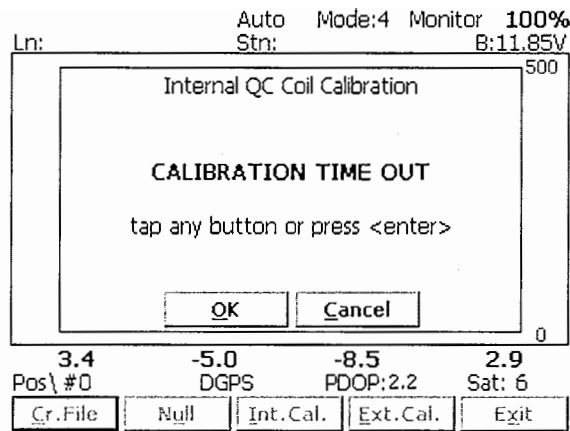 Auto Mode:4 Monitor 100%
Ln: Stn: B:11.85V
500
Internal QC Coil Calibration
CALIBRATION TIME OUT
tap any button or press <enter>
OK Cancel
0
3.4 -5.0 -8.5 2.9
Pos\ #0 DGPS PDOP:2.2 Sat: 6
Cr.File Null Int.Cal. Ext.Cal. Exit